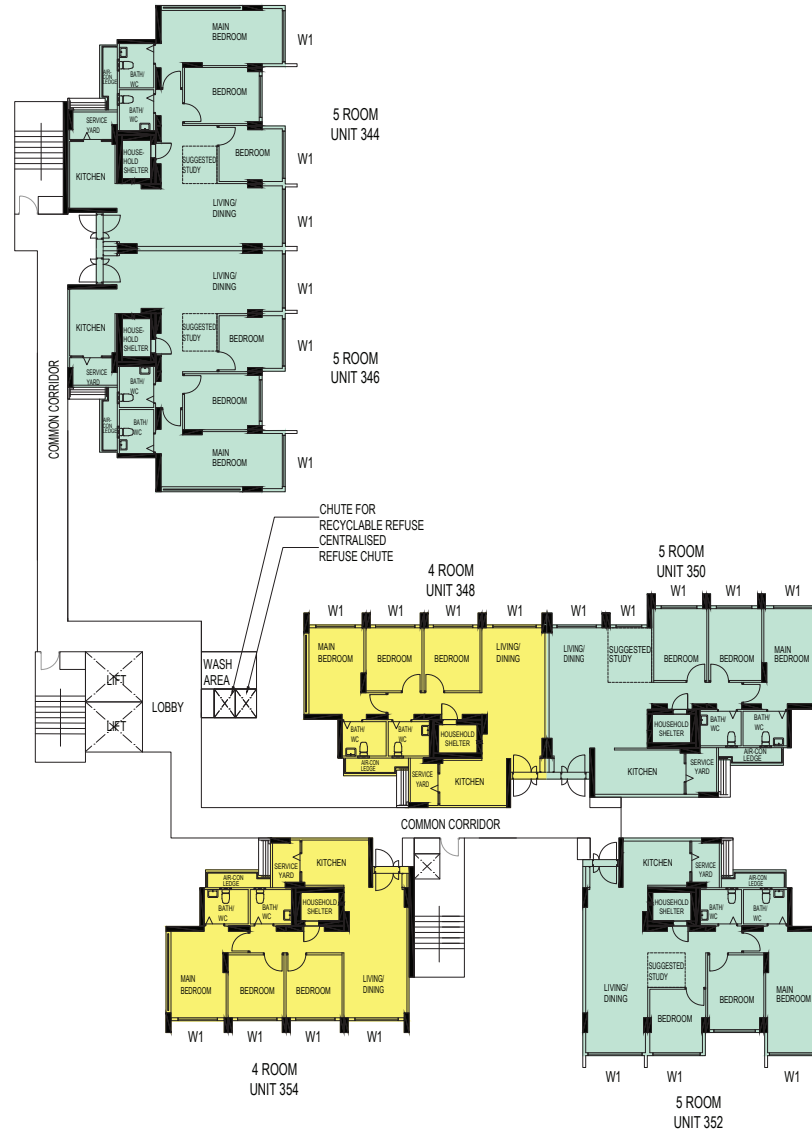 MAIN
BEDROOM
W1
AIR-
CON
LEDGE
BATH/
WC
BEDROOM
BATH/
WC
5 ROOM
UNIT 344
SERVICE
YARD
HOUSE-
HOLD
SHELTER
SUGGESTED
STUDY
BEDROOM
W1
KITCHEN
LIVING/
DINING
W1
LIVING/
DINING
W1
KITCHEN
HOUSE-
HOLD
SHELTER
SUGGESTED
STUDY
BEDROOM
W1
5 ROOM
UNIT 346
SERVICE
YARD
BATH/
WC
BEDROOM
AIR-
CON
LEDGE
BATH/
WC
MAIN
BEDROOM
W1
COMMON CORRIDOR
CHUTE FOR
RECYCLABLE REFUSE
CENTRALISED
REFUSE CHUTE
4 ROOM
UNIT 348
5 ROOM
UNIT 350
W1
W1
W1
W1
W1
W1
W1
W1
W1
MAIN
BEDROOM
BEDROOM
BEDROOM
LIVING/
DINING
LIVING/
DINING
SUGGESTED
STUDY
BEDROOM
BEDROOM
MAIN
BEDROOM
WASH
AREA
LIFT
LIFT
LOBBY
BATH/
WC
BATH/
WC
HOUSEHOLD
SHELTER
HOUSEHOLD
SHELTER
BATH/
WC
BATH/
WC
AIR-CON
LEDGE
SERVICE
YARD
KITCHEN
KITCHEN
SERVICE
YARD
AIR-CON
LEDGE
COMMON CORRIDOR
SERVICE
YARD
KITCHEN
AIR-CON
LEDGE
BATH/
WC
BATH/
WC
HOUSEHOLD
SHELTER
MAIN
BEDROOM
BEDROOM
BEDROOM
LIVING/
DINING
W1
W1
W1
W1
4 ROOM
UNIT 354
KITCHEN
SERVICE
YARD
AIR-CON
LEDGE
HOUSEHOLD
SHELTER
BATH/
WC
BATH/
WC
LIVING/
DINING
SUGGESTED
STUDY
BEDROOM
BEDROOM
MAIN
BEDROOM
W1
W1
W1
5 ROOM
UNIT 352